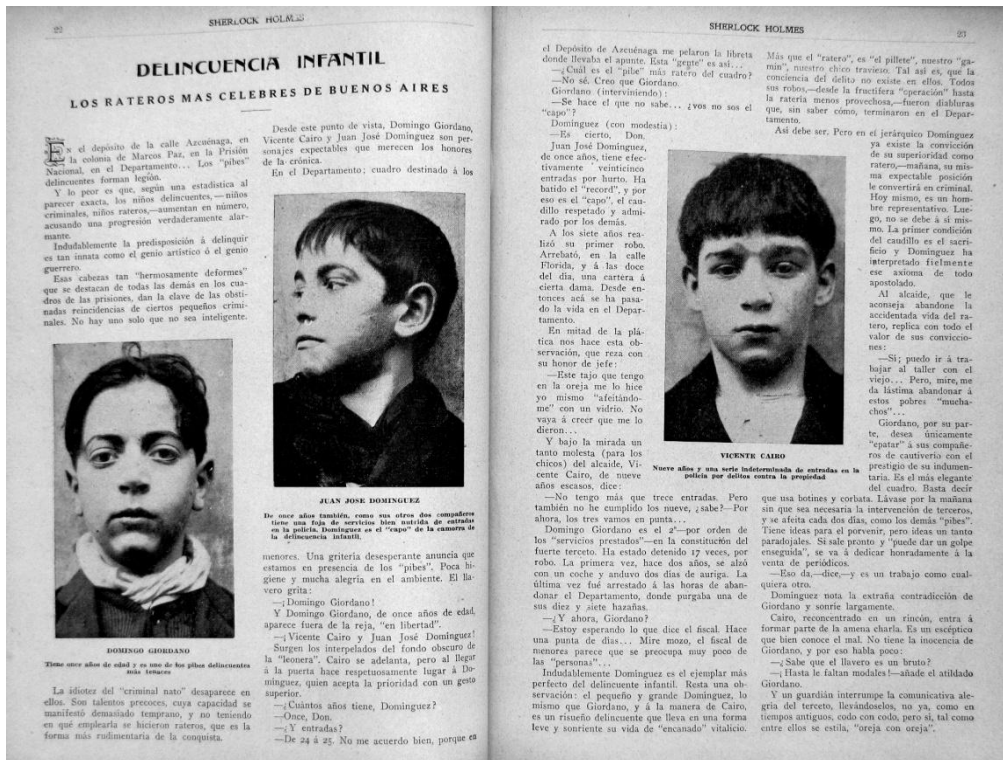 22
SHERLOCK HOLMES
DELINCUENCIA INFANTIL
LOS RATEROS MAS CELEBRES DE BUENOS AIRES
En el depósito de la calle Azcuénaga, en
la colonia de Marcos Paz, en la Prisión
Nacional, en el Departamento... Los "pibes"
delincuentes forman legión.
Y lo peor es que, según una estadística al
parecer exacta, los niños delincuentes,—niños
criminales, niños rateros,—aumentan en número,
acusando una progresión verdaderamente alar-
mante.
Indudablemente la predisposición á delinquir
es tan innata como el genio artístico ó el genio
guerrero.
Esas cabezas tan "hermosamente deformes"
que se destacan de todas las demás en los cua-
dros de las prisiones, dan la clave de las obsti-
nadas reincidencias de ciertos pequeños crimi-
nales. No hay uno solo que no sea inteligente.
DOMINGO GIORDANO
Tiene once años de edad y es uno de los pibes delincuentes
más tenaces
La idiotez del "criminal nato" desaparece en
ellos. Son talentos precoces, cuya capacidad se
manifestó demasiado temprano, y no teniendo
en qué emplearla se hicieron rateros, que es la
forma más rudimentaria de la conquista.
Desde este punto de vista, Domingo Giordano,
Vicente Cairo y Juan José Domínguez son per-
sonajes expectables que merecen los honores
de la crónica.
En el Departamento; cuadro destinado á los
JUAN JOSE DOMINGUEZ
De once años también, como sus otros dos compañeros
tiene una foja de servicios bien nutrida de entradas
en la policía. Domínguez es el "capo" de la camorra de
la delincuencia infantil.
menores. Una gritería desesperante anuncia que
estamos en presencia de los "pibes". Poca hi-
giene y mucha alegría en el ambiente. El lla-
vero grita:
—¡Domingo Giordano!
Y Domingo Giordano, de once años de edad,
aparece fuera de la reja, "en libertad".
—¡Vicente Cairo y Juan José Domínguez!
Surgen los interpelados del fondo obscuro de
la "leonera". Cairo se adelanta, pero al llegar
á la puerta hace respetuosamente lugar á Do-
mínguez, quien acepta la prioridad con un gesto
superior.
—¿Cuántos años tiene, Domínguez?
—Once, Don.
—¿Y entradas?
—De 24 á 25. No me acuerdo bien, porque en
SHERLOCK HOLMES
23
el Depósito de Azcuénaga me pelaron la libreta
donde llevaba el apunte. Esta "gente" es así...
—¿Cuál es el "pibe" más ratero del cuadro?
—No sé. Creo que Giordano.
Giordano (interviniendo):
—Se hace el que no sabe... ¿vos no sos el
"capo"?
Domínguez (con modestia):
—Es cierto, Don.
Juan José Domínguez,
de once años, tiene efec-
tivamente veinticinco
entradas por hurto. Ha
batido el "record", y por
eso es el "capo", el cau-
dillo respetado y admi-
rado por los demás.
A los siete años rea-
lizó su primer robo.
Arrebató, en la calle
Florida, y á las doce
del día, una cartera á
cierta dama. Desde en-
tonces acá se ha pasa-
do la vida en el Depar-
tamento.
En mitad de la plá-
tica nos hace esta ob-
servación, que reza con
su honor de jefe:
—Este tajo que tengo
en la oreja me lo hice
yo mismo "afeitándo-
me" con un vidrio. No
vaya á creer que me lo
dieron...
Y bajo la mirada un
tanto molesta (para los
chicos) del alcaide, Vi-
cente Cairo, de nueve
años escasos, dice:
—No tengo más que trece entradas. Pero
también no he cumplido los nueve, ¿sabe?—Por
ahora, los tres vamos en punta...
Domingo Giordano es el 2º—por orden de
los "servicios prestados"—en la constitución del
fuerte terceto. Ha estado detenido 17 veces, por
robo. La primera vez, hace dos años, se alzó
con un coche y anduvo dos días de auriga. La
última vez fué arrestado á las horas de aban-
donar el Departamento, donde purgaba una de
sus diez y siete hazañas.
—¿Y ahora, Giordano?
—Estoy esperando lo que dice el fiscal. Hace
una punta de días... Mire mozo, el fiscal de
menores parece que se preocupa muy poco de
las "personas"...
Indudablemente Domínguez es el ejemplar más
perfecto del delincuente infantil. Resta una ob-
servación: el pequeño y grande Domínguez, lo
mismo que Giordano, y á la manera de Cairo,
es un risueño delincuente que lleva en una forma
leve y sonriente su vida de "encanado" vitalicio.
Más que el "ratero", es "el pillete", nuestro "ga-
min", nuestro chico travieso. Tal así es, que la
conciencia del delito no existe en ellos. Todos
sus robos,—desde la fructífera "operación" hasta
la ratería menos provechosa,—fueron diabluras
que, sin saber cómo, terminaron en el Depar-
tamento.
Así debe ser. Pero en el jerárquico Domínguez
ya existe la convicción
de su superioridad como
ratero,—mañana, su mis-
ma expectable posición
le convertirá en criminal.
Hoy mismo, es un hom-
bre representativo. Lue-
go, no se debe á sí mis-
mo. La primera condición
del caudillo es el sacri-
ficio y Domínguez ha
interpretado fielmente
ese axioma de todo
apostolado.
Al alcaide, que le
aconseja abandone la
accidentada vida del ra-
tero, replica con todo el
valor de sus conviccio-
nes:
—Sí; puedo ir á tra-
bajar al taller con el
viejo... Pero, mire, me
da lástima abandonar á
estos pobres "mucha-
chos"...
Giordano, por su par-
te, desea únicamente
"epatar" á sus compañe-
ros de cautiverio con el
prestigio de su indumen-
taria. Es el más elegante
del cuadro. Basta decir
VICENTE CAIRO
Nueve años y una serie indeterminada de entradas en la
policía por delitos contra la propiedad
que usa botines y corbata. Lávase por la mañana
sin que sea necesaria la intervención de terceros,
y se afeita cada dos días, como los demás "pibes".
Tiene ideas para el porvenir, pero ideas un tanto
paradojales. Si sale pronto y "puede dar un golpe
enseguida", se va á dedicar honradamente á la
venta de periódicos.
—Eso da,—dice,—y es un trabajo como cual-
quiera otro.
Domínguez nota la extraña contradicción de
Giordano y sonríe largamente.
Cairo, reconcentrado en un rincón, entra á
formar parte de la amena charla. Es un escéptico
que bien conoce el mal. No tiene la inocencia de
Giordano, y por eso habla poco:
—¿Sabe que el llavero es un bruto?
—¡Hasta le faltan modales!—añade el atildado
Giordano.
Y un guardián interrumpe la comunicativa ale-
gría del terceto, llevándoselos, no ya, como en
tiempos antiguos, codo con codo, pero sí, tal como
entre ellos se estila, "oreja con oreja".